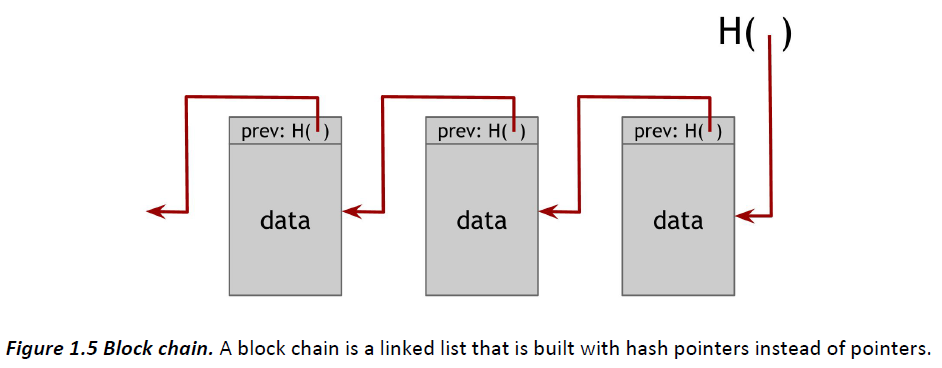 H( )
prev: H( ) prev: H( ) prev: H( )
data data data
Figure 1.5 Block chain. A block chain is a linked list that is built with hash pointers instead of pointers.